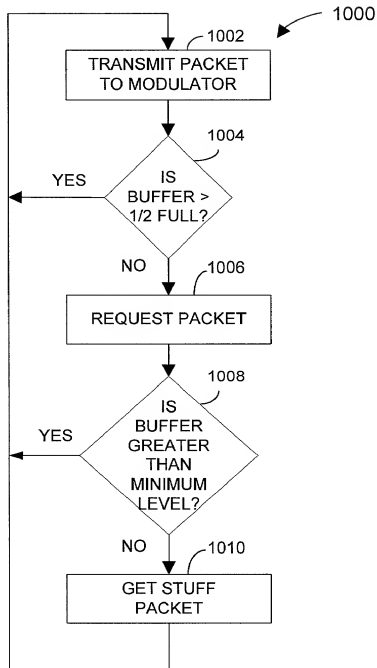 1000
1002
TRANSMIT PACKET
TO MODULATOR
1004
IS
BUFFER >
1/2 FULL?
YES
NO
1006
REQUEST PACKET
1008
IS
BUFFER
GREATER
THAN
MINIMUM
LEVEL?
YES
NO
1010
GET STUFF
PACKET